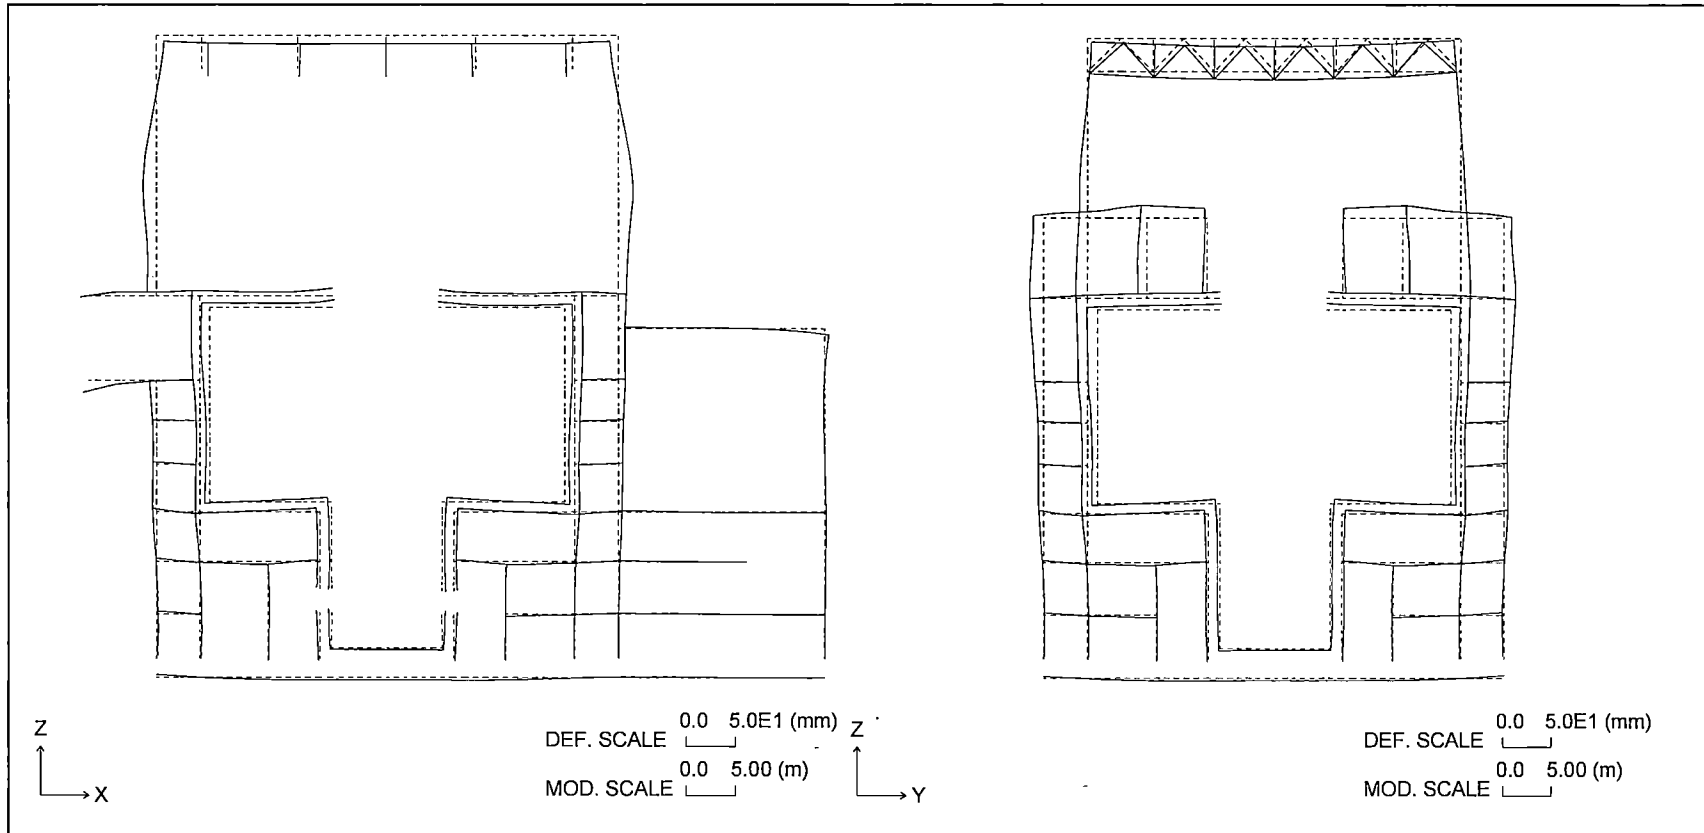 Z
X
0.0 5.0E1 (mm)
DEF. SCALE
0.0 5.00 (m)
MOD. SCALE
Z
Y
0.0 5.0E1 (mm)
DEF. SCALE
0.0 5.00 (m)
MOD. SCALE